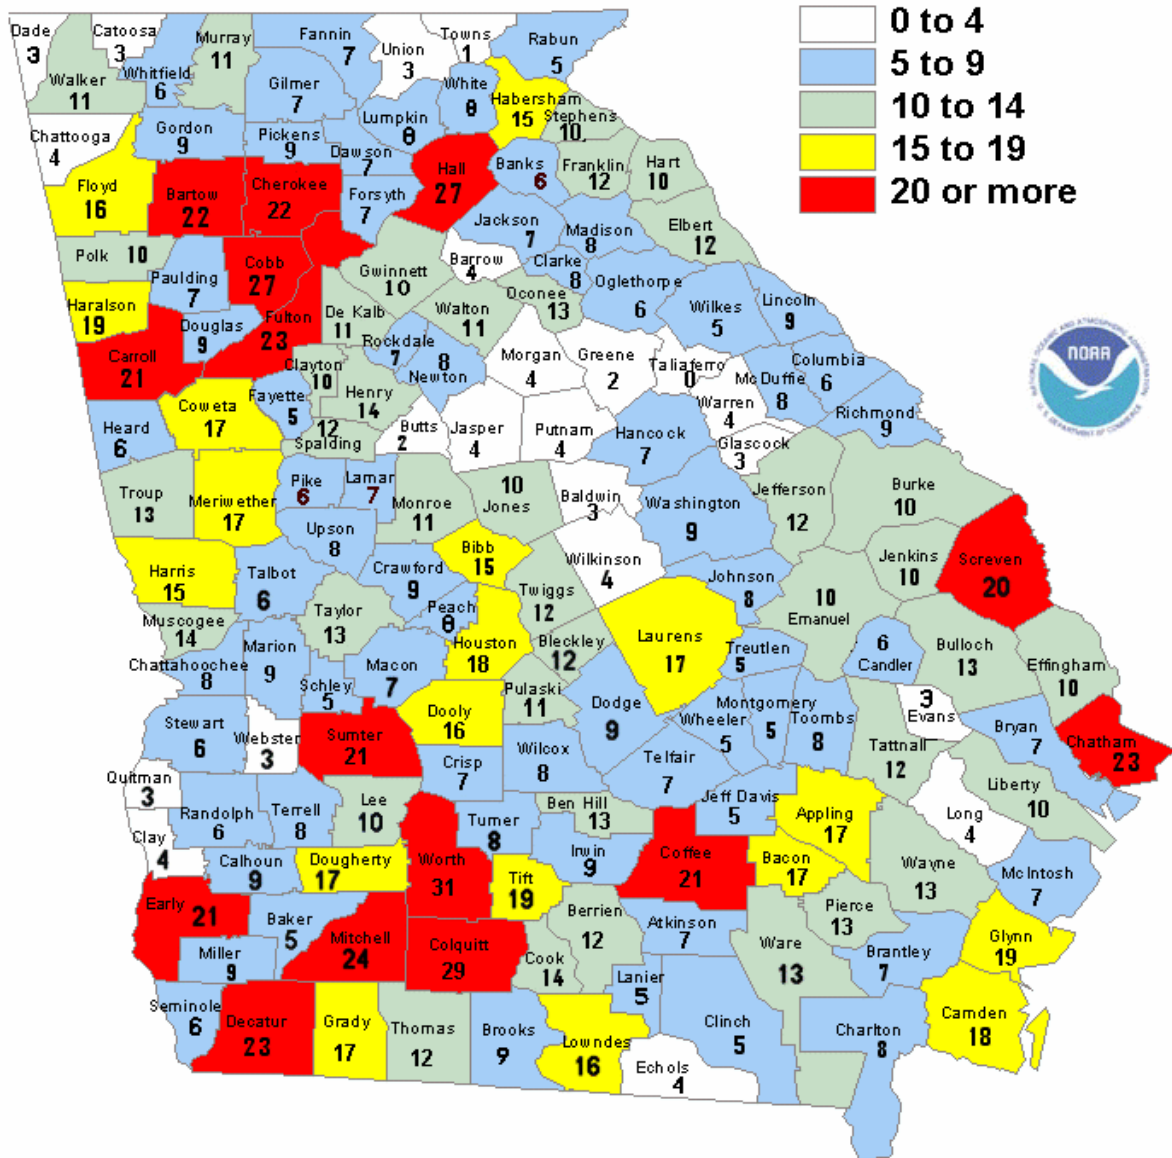 0 to 4
5 to 9
10 to 14
15 to 19
20 or more
NOAA
Dade
3
Catoosa
3
Walker
11
Whitfield
6
Murray
11
Fannin
7
Union
3
Towns
1
Rabun
5
Gilmer
7
White
8
Habersham
15
Stephens
10
Lumpkin
8
Chattooga
4
Gordon
9
Pickens
9
Dawson
7
Hall
27
Banks
6
Franklin
12
Hart
10
Floyd
16
Bartow
22
Cherokee
22
Forsyth
7
Jackson
7
Madison
8
Elbert
12
Polk 10
Paulding
7
Cobb
27
Gwinnett
10
Barrow
4
Clarke
8
Oglethorpe
6
Oconee
13
Wilkes
5
Lincoln
9
Haralson
19
Douglas
9
Fulton
23
De Kalb
11
Walton
11
Rockdale
7
8
Newton
Carroll
21
Clayton
10
Henry
14
Morgan
4
Greene
2
Taliaferro
0
McDuffie
8
Columbia
6
Warren
4
Richmond
9
Heard
6
Coweta
17
Fayette
5
12
Spalding
Butts
2
Jasper
4
Putnam
4
Hancock
7
Glascock
3
Troup
13
Meriwether
17
Pike
6
Lamar
7
Monroe
11
10
Jones
Baldwin
3
Washington
9
Jefferson
12
Burke
10
Upson
8
Screven
20
Jenkins
10
Harris
15
Talbot
6
Crawford
9
Bibb
15
Wilkinson
4
Twiggs
12
Johnson
8
10
Emanuel
Muscogee
14
Taylor
13
Peach
8
Houston
18
Bleckley
12
Laurens
17
Treutlen
5
6
Candler
Bulloch
13
Effingham
10
Chattahoochee
8
Marion
9
Schley
5
Macon
7
Pulaski
11
Dodge
9
Montgomery
5
Wheeler
5
Toombs
8
3
Evans
Tattnall
12
Bryan
7
Chatham
23
Stewart
6
Webster
3
Sumter
21
Dooly
16
Crisp
7
Wilcox
8
Telfair
7
Quitman
3
Randolph
6
Terrell
8
Lee
10
Turner
8
Ben Hill
13
Jeff Davis
5
Appling
17
Long
4
Liberty
10
Clay
4
Calhoun
9
Dougherty
17
Worth
31
Tift
19
Irwin
9
Coffee
21
Bacon
17
Wayne
13
McIntosh
7
Early 21
Baker
5
Mitchell
24
Colquitt
29
Berrien
12
Atkinson
7
Pierce
13
Ware
13
Brantley
7
Glynn
19
Miller
9
Cook
14
Lanier
5
Seminole
6
Decatur
23
Grady
17
Thomas
12
Brooks
9
Lowndes
16
Echols
4
Clinch
5
Charlton
8
Camden
18